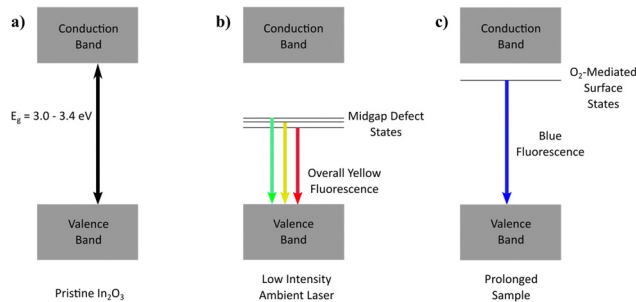 a)
Conduction
Band
E_g = 3.0 - 3.4 eV
Valence
Band
Pristine In₂O₃
b)
Conduction
Band
Midgap Defect
States
Overall Yellow
Fluorescence
Valence
Band
Low Intensity
Ambient Laser
c)
Conduction
Band
O₂-Mediated
Surface
States
Blue
Fluorescence
Valence
Band
Prolonged
Sample